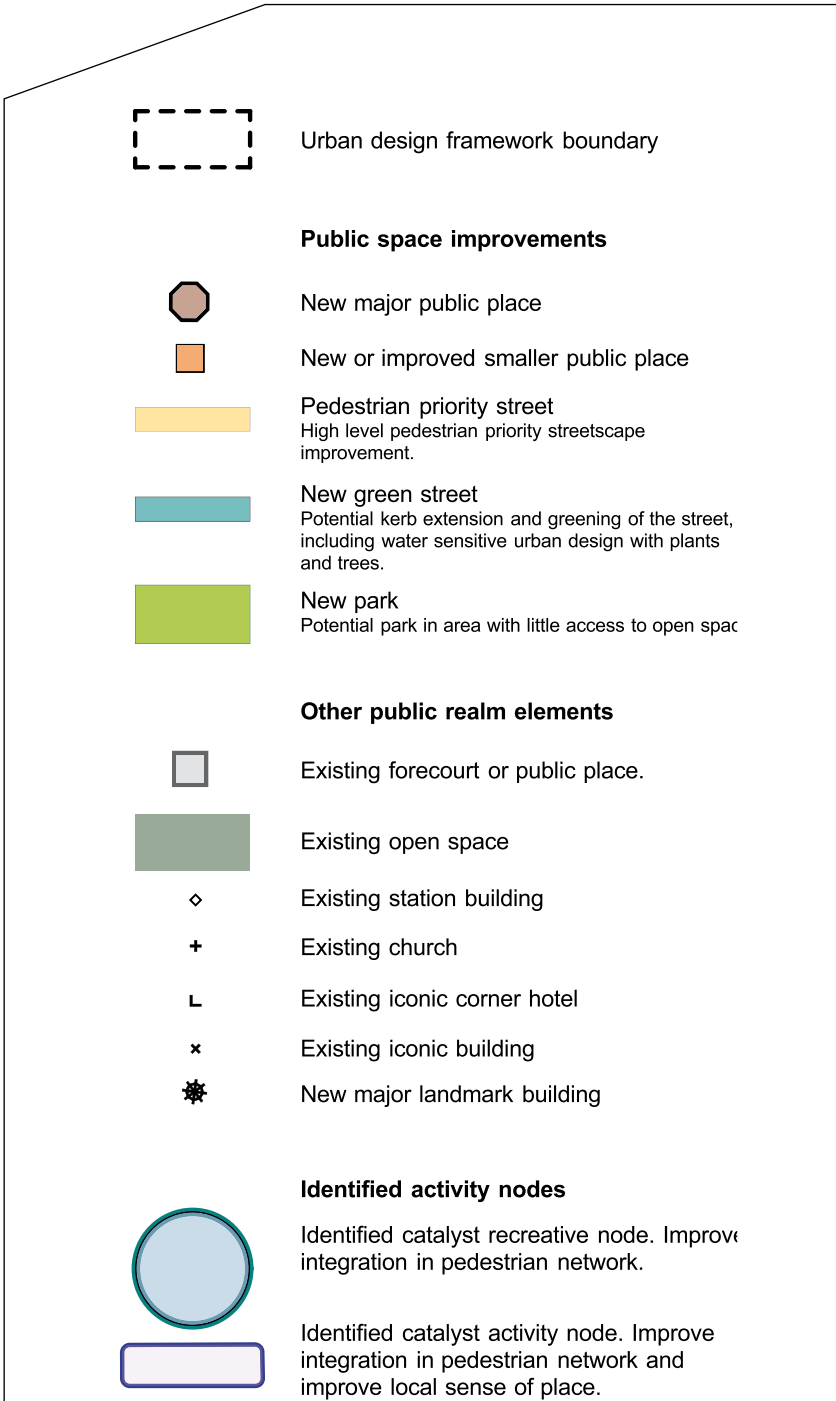 Urban design framework boundary
Public space improvements
New major public place
New or improved smaller public place
Pedestrian priority street
High level pedestrian priority streetscape
improvement.
New green street
Potential kerb extension and greening of the street,
including water sensitive urban design with plants
and trees.
New park
Potential park in area with little access to open spac
Other public realm elements
Existing forecourt or public place.
Existing open space
Existing station building
Existing church
Existing iconic corner hotel
Existing iconic building
New major landmark building
Identified activity nodes
Identified catalyst recreative node. Improve
integration in pedestrian network.
Identified catalyst activity node. Improve
integration in pedestrian network and
improve local sense of place.